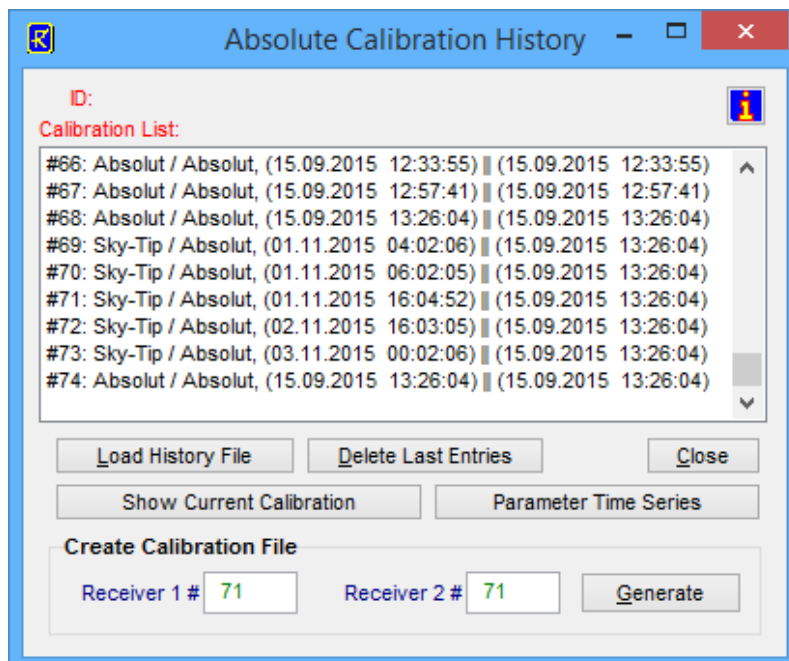 Absolute Calibration History
ID:
Calibration List:
#66: Absolut / Absolut, (15.09.2015 12:33:55) || (15.09.2015 12:33:55)
#67: Absolut / Absolut, (15.09.2015 12:57:41) || (15.09.2015 12:57:41)
#68: Absolut / Absolut, (15.09.2015 13:26:04) || (15.09.2015 13:26:04)
#69: Sky-Tip / Absolut, (01.11.2015 04:02:06) || (15.09.2015 13:26:04)
#70: Sky-Tip / Absolut, (01.11.2015 06:02:05) || (15.09.2015 13:26:04)
#71: Sky-Tip / Absolut, (01.11.2015 16:04:52) || (15.09.2015 13:26:04)
#72: Sky-Tip / Absolut, (02.11.2015 16:03:05) || (15.09.2015 13:26:04)
#73: Sky-Tip / Absolut, (03.11.2015 00:02:06) || (15.09.2015 13:26:04)
#74: Absolut / Absolut, (15.09.2015 13:26:04) || (15.09.2015 13:26:04)
Load History File Delete Last Entries Close
Show Current Calibration Parameter Time Series
Create Calibration File
Receiver 1 # 71 Receiver 2 # 71 Generate